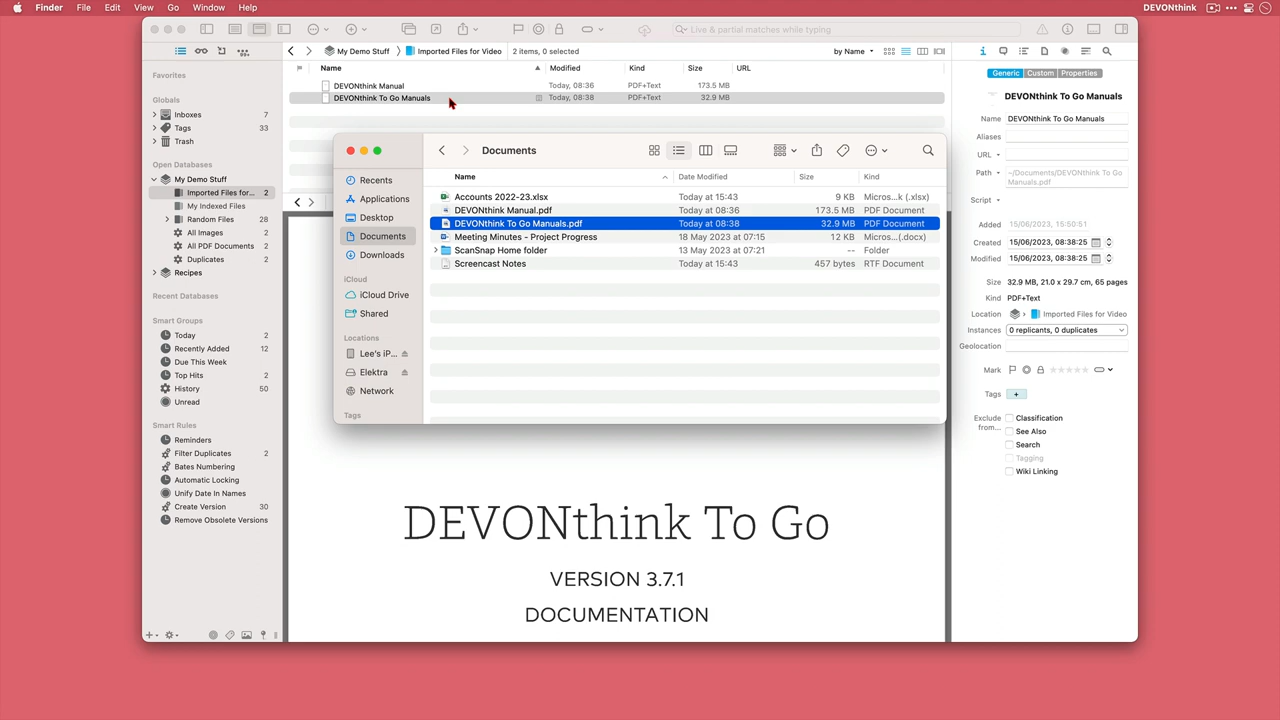 Finder File Edit View Go Window Help DEVONthink
Live & partial matches while typing
My Demo Stuff Imported Files for Video 2 items, 0 selected by Name
Favorites
Globals
Inboxes 7
Tags 33
Trash
Open Databases
My Demo Stuff
Imported Files for... 2
My Indexed Files
Random Files 28
All Images
All PDF Documents
Duplicates
Recipes
Recent Databases
Smart Groups
Today 2
Recently Added 12
Due This Week
Top Hits 2
History 50
Unread
Smart Rules
Reminders
Filter Duplicates 2
Bates Numbering
Automatic Locking
Unify Date In Names
Create Version 30
Remove Obsolete Versions
Name Modified Kind Size URL
DEVONthink Manual Today, 08:36 PDF+Text 173.5 MB
DEVONthink To Go Manuals Today, 08:38 PDF+Text 32.9 MB
Documents
Recents
Applications
Desktop
Documents
Downloads
iCloud
iCloud Drive
Shared
Locations
Lee's iP...
Elektra
Network
Tags
Name Date Modified Size Kind
Accounts 2022-23.xlsx Today at 15:43 9 KB Micros...k (.xlsx)
DEVONthink Manual.pdf Today at 08:36 173.5 MB PDF Document
DEVONthink To Go Manuals.pdf Today at 08:38 32.9 MB PDF Document
Meeting Minutes - Project Progress 18 May 2023 at 07:15 12 KB Micros...(.docx)
ScanSnap Home folder 13 May 2023 at 07:21 -- Folder
Screencast Notes Today at 15:43 457 bytes RTF Document
DEVONthink To Go
VERSION 3.7.1
DOCUMENTATION
Generic Custom Properties
DEVONthink To Go Manuals
Name DEVONthink To Go Manuals
Aliases
URL
Path ~/Documents/DEVONthink To Go
Manuals.pdf
Script
Added 15/06/2023, 15:50:51
Created 15/06/2023, 08:38:25
Modified 15/06/2023, 08:38:25
Size 32.9 MB, 21.0 x 29.7 cm, 65 pages
Kind PDF+Text
Location Imported Files for Video
Instances 0 replicants, 0 duplicates
Geolocation
Mark
Tags +
Exclude from... Classification
See Also
Search
Tagging
Wiki Linking